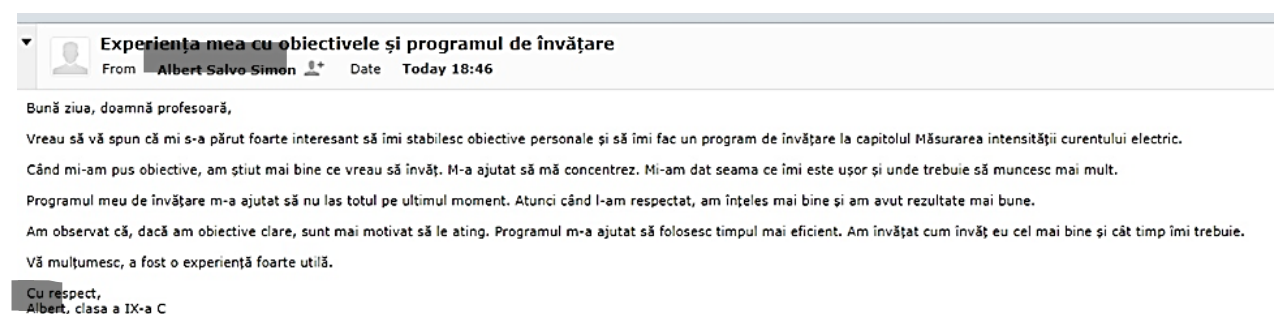 Experiența mea cu obiectivele și programul de învățare
From Albert Salvo Simon Date Today 18:46
Bună ziua, doamnă profesoară,
Vreau să vă spun că mi s-a părut foarte interesant să îmi stabilesc obiective personale și să îmi fac un program de învățare la capitolul Măsurarea intensității curentului electric.
Când mi-am pus obiective, am știut mai bine ce vreau să învăț. M-a ajutat să mă concentrez. Mi-am dat seama ce îmi este ușor și unde trebuie să muncesc mai mult.
Programul meu de învățare m-a ajutat să nu las totul pe ultimul moment. Atunci când l-am respectat, am înțeles mai bine și am avut rezultate mai bune.
Am observat că, dacă am obiective clare, sunt mai motivat să le ating. Programul m-a ajutat să folosesc timpul mai eficient. Am învățat cum învăț eu cel mai bine și cât timp îmi trebuie.
Vă mulțumesc, a fost o experiență foarte utilă.
Cu respect,
Albert, clasa a IX-a C